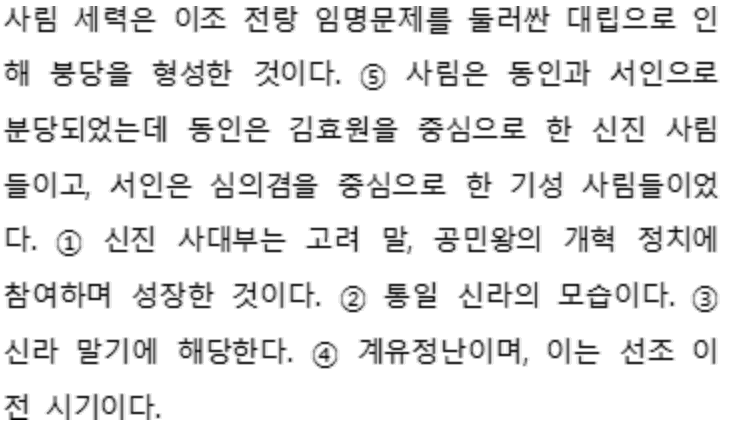 사림 세력은 이조 전랑 임명문제를 둘러싼 대립으로 인
해 붕당을 형성한 것이다. ⑤ 사림은 동인과 서인으로
분당되었는데 동인은 김효원을 중심으로 한 신진 사림
들이고, 서인은 심의겸을 중심으로 한 기성 사림들이었
다. ① 신진 사대부는 고려 말, 공민왕의 개혁 정치에
참여하며 성장한 것이다. ② 통일 신라의 모습이다. ③
신라 말기에 해당한다. ④ 계유정난이며, 이는 선조 이
전 시기이다.